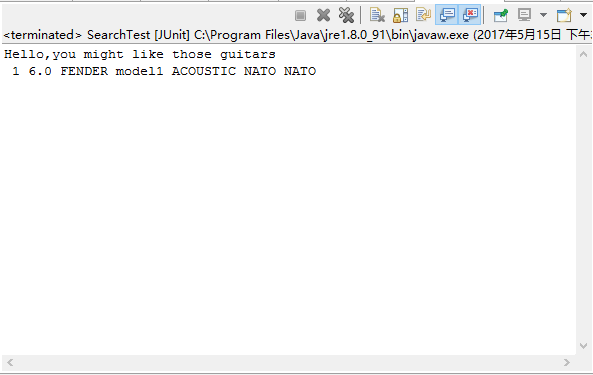 <terminated> SearchTest [JUnit] C:\Program Files\Java\jre1.8.0_91\bin\javaw.exe (2017年5月15日 下午
Hello,you might like those guitars
1 6.0 FENDER model1 ACOUSTIC NATO NATO